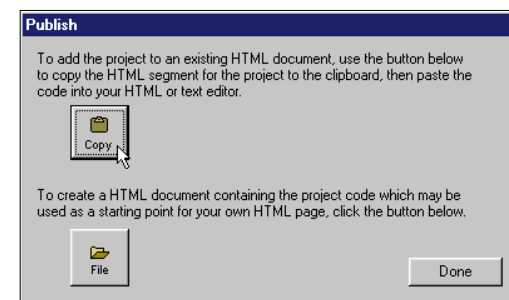 Publish
To add the project to an existing HTML document, use the button below
to copy the HTML segment for the project to the clipboard, then paste the
code into your HTML or text editor.
Copy
To create a HTML document containing the project code which may be
used as a starting point for your own HTML page, click the button below.
File
Done